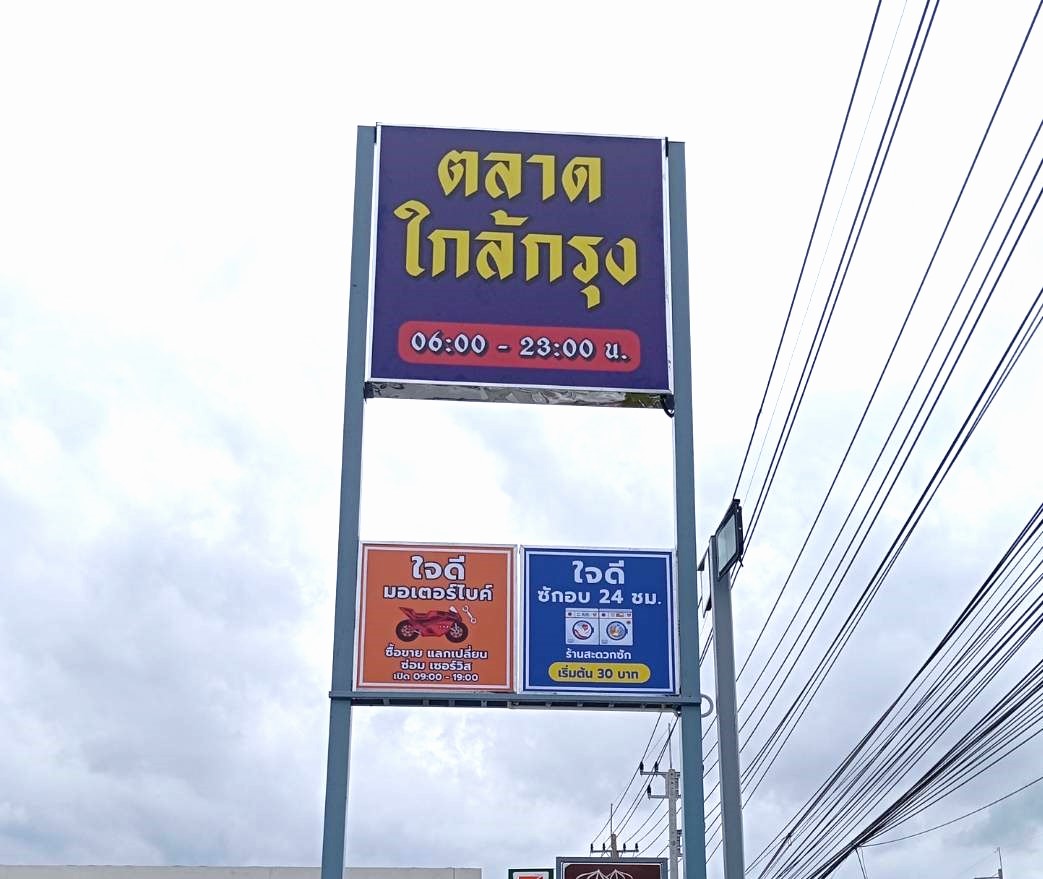 ตลาด
ใกล้กรุง
06:00 - 23:00 น.
ใจดี
มอเตอร์ไบค์
ซื้อขาย แลกเปลี่ยน
ซ่อม เซอร์วิส
เปิด 09:00 - 19:00
ใจดี
ซักอบ 24 ชม.
ร้านสะดวกซัก
เริ่มต้น 30 บาท